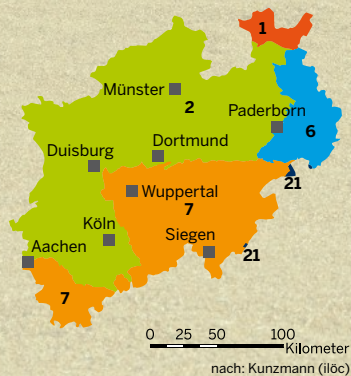 1
Münster
2
Paderborn
6
Dortmund
Duisburg
21
Wuppertal
7
Köln
Siegen
Aachen
21
7
0 25 50 100
Kilometer
nach: Kunzmann (ilöc)